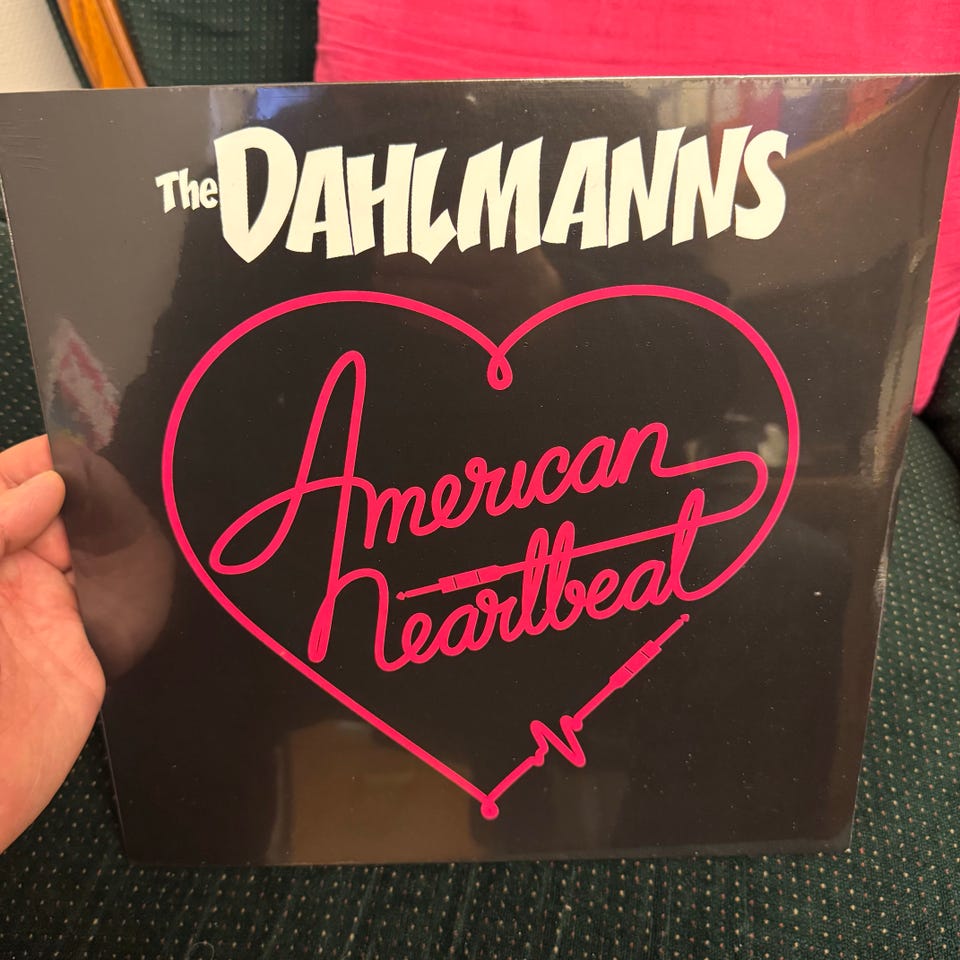 The DAHLMANNS
American
heartbeat